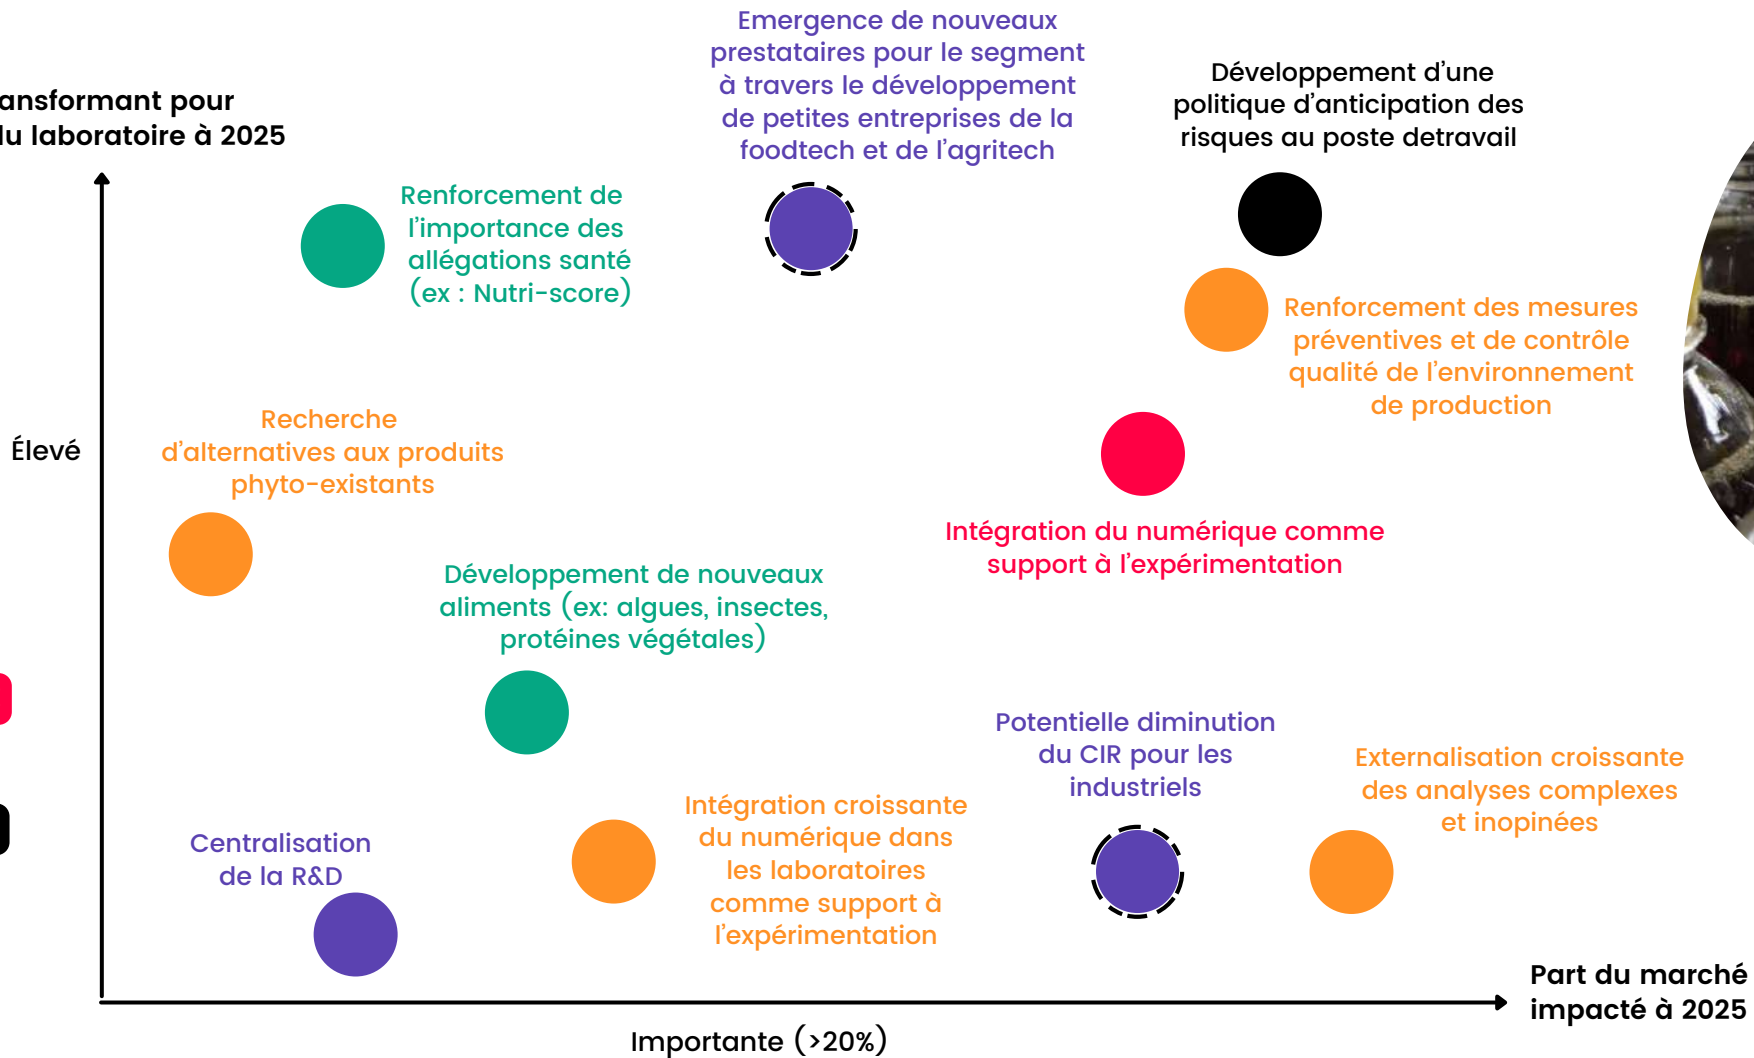 Emergence de nouveaux
prestataires pour le segment
à travers le développement
de petites entreprises de la
foodtech et de l'agritech
Développement d'une
politique d'anticipation des
risques au poste detravail
ansformant pour
du laboratoire à 2025
Renforcement de
l'importance des
allégations santé
(ex : Nutri-score)
Renforcement des mesures
préventives et de contrôle
qualité de l'environnement
de production
Recherche
d'alternatives aux produits
phyto-existants
Élevé
Intégration du numérique comme
support à l'expérimentation
Développement de nouveaux
aliments (ex: algues, insectes,
protéines végétales)
Potentielle diminution
du CIR pour les
industriels
Externalisation croissante
des analyses complexes
et inopinées
Intégration croissante
du numérique dans
les laboratoires
comme support à
l'expérimentation
Centralisation
de la R&D
Part du marché
impacté à 2025
Importante (>20%)